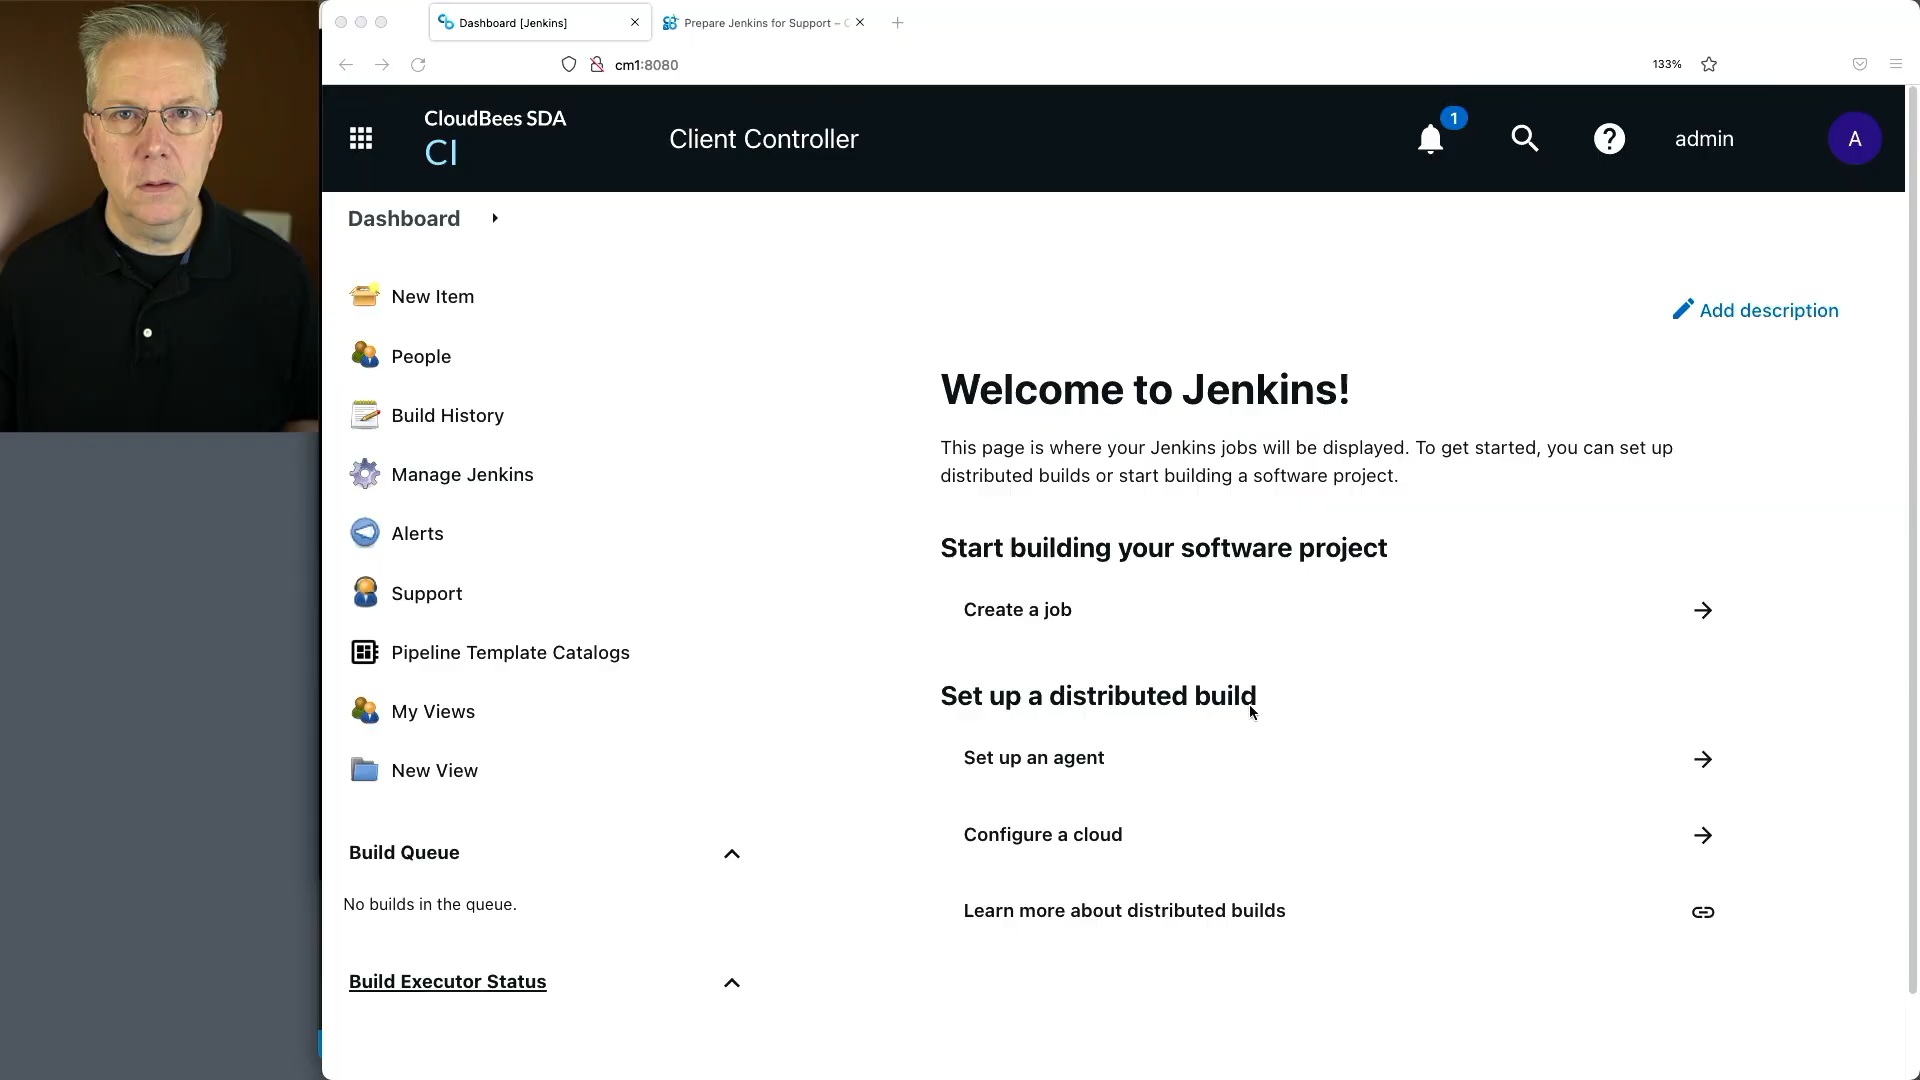 Dashboard [Jenkins]
Prepare Jenkins for Support –
cm1:8080
133%
CloudBees SDA
CI
Client Controller
1
admin
A
Dashboard
New Item
People
Build History
Manage Jenkins
Alerts
Support
Pipeline Template Catalogs
My Views
New View
Build Queue
No builds in the queue.
Build Executor Status
Add description
Welcome to Jenkins!
This page is where your Jenkins jobs will be displayed. To get started, you can set up
distributed builds or start building a software project.
Start building your software project
Create a job
Set up a distributed build
Set up an agent
Configure a cloud
Learn more about distributed builds